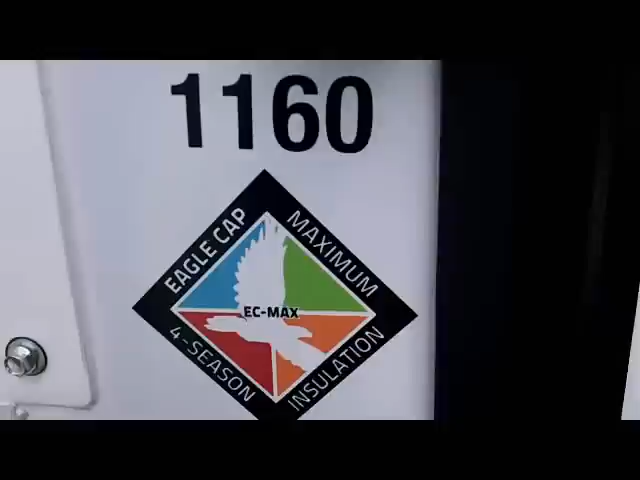 1160
EAGLE CAP
MAXIMUM
EC-MAX
4-SEASON
INSULATION